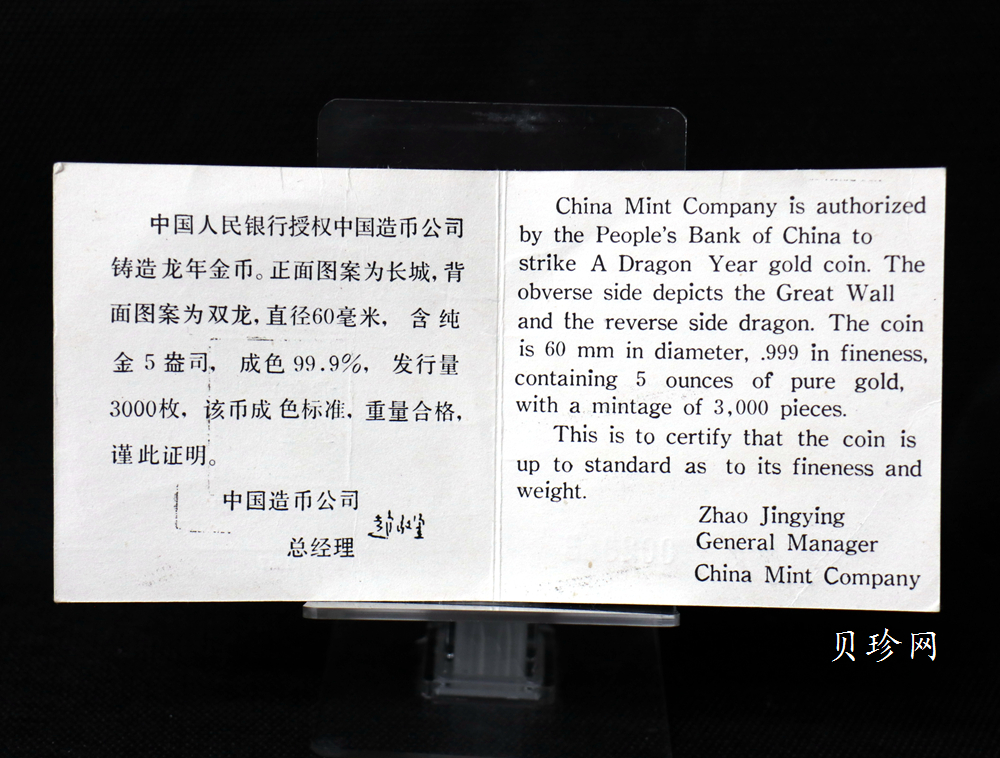 中国人民银行授权中国造币公司
铸造龙年金币。正面图案为长城,背
面图案为双龙,直径60毫米, 含纯
金5盎司, 成色99.9%, 发行量
3000枚, 该币成色标准, 重量合格,
谨此证明。
中国造币公司
总经理
China Mint Company is authorized
by the People's Bank of China to
strike A Dragon Year gold coin. The
obverse side depicts the Great Wall
and the reverse side dragon. The coin
is 60 mm in diameter, .999 in fineness,
containing 5 ounces of pure gold,
with a mintage of 3,000 pieces.
This is to certify that the coin is
up to standard as to its fineness and
weight.
Zhao Jingying
General Manager
China Mint Company
贝珍网